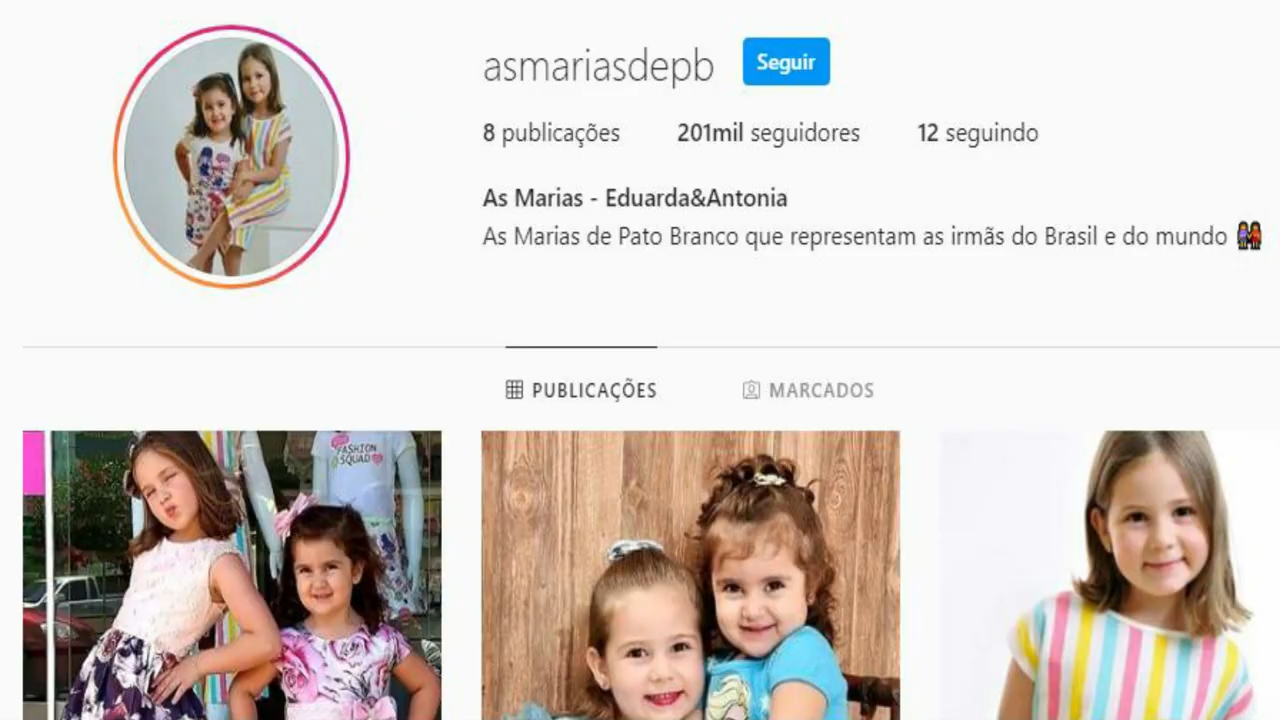 asmariasdepb Seguir
8 publicações 201mil seguidores 12 seguindo
As Marias - Eduarda&Antonia
As Marias de Pato Branco que representam as irmãs do Brasil e do mundo 👭
PUBLICAÇÕES MARCADOS
FASHION
SQUAD